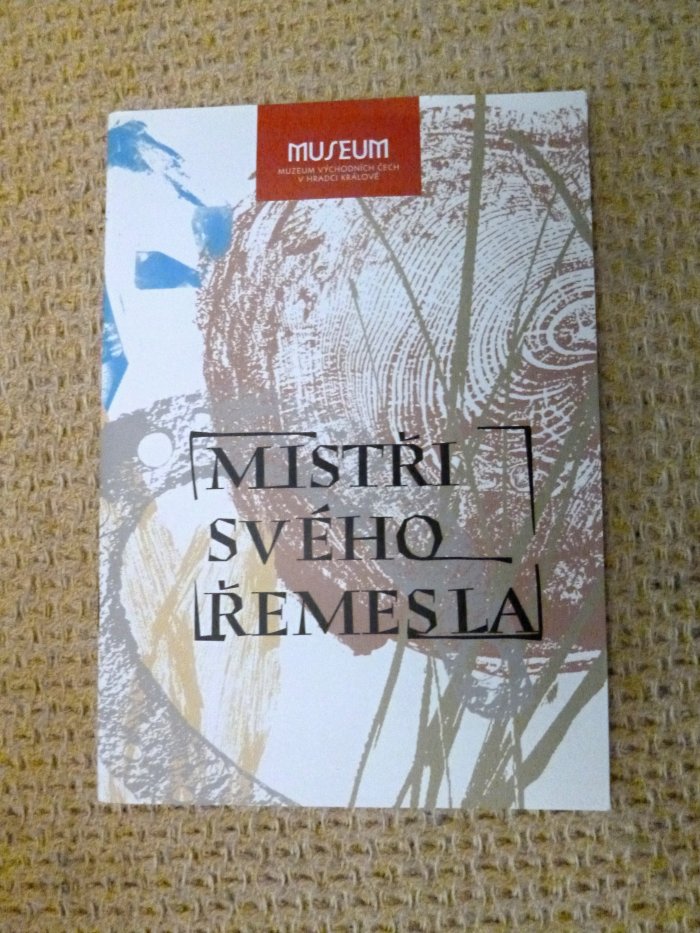 MUSEUM
MUZEUM VÝCHODNÍCH ČECH
V HRADCI KRÁLOVÉ
MISTŘI
SVÉHO
ŘEMESLA